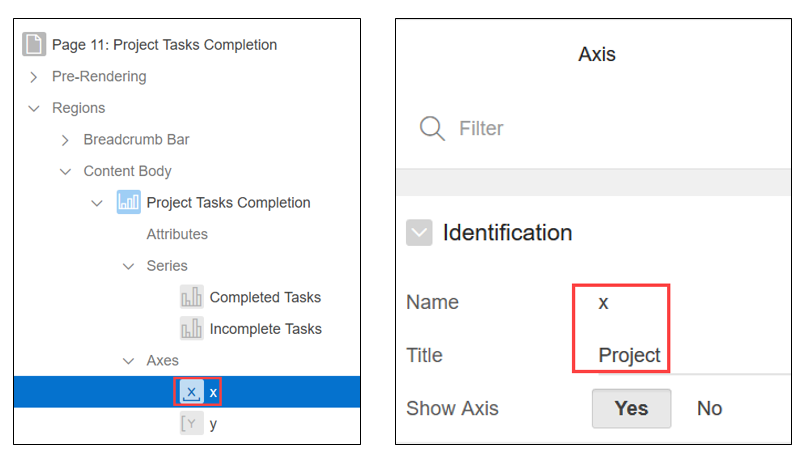 Page 11: Project Tasks Completion
Pre-Rendering
Regions
Breadcrumb Bar
Content Body
Project Tasks Completion
Attributes
Series
Completed Tasks
Incomplete Tasks
Axes
X x
Y y
Axis
Filter
Identification
Name x
Title Project
Show Axis Yes No